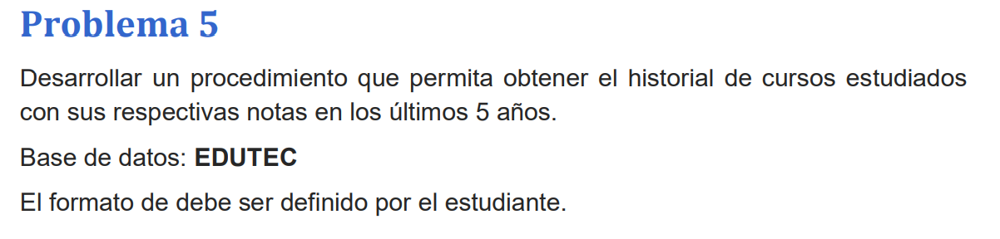 Problema 5
Desarrollar un procedimiento que permita obtener el historial de cursos estudiados
con sus respectivas notas en los últimos 5 años.
Base de datos: EDUTEC
El formato de debe ser definido por el estudiante.